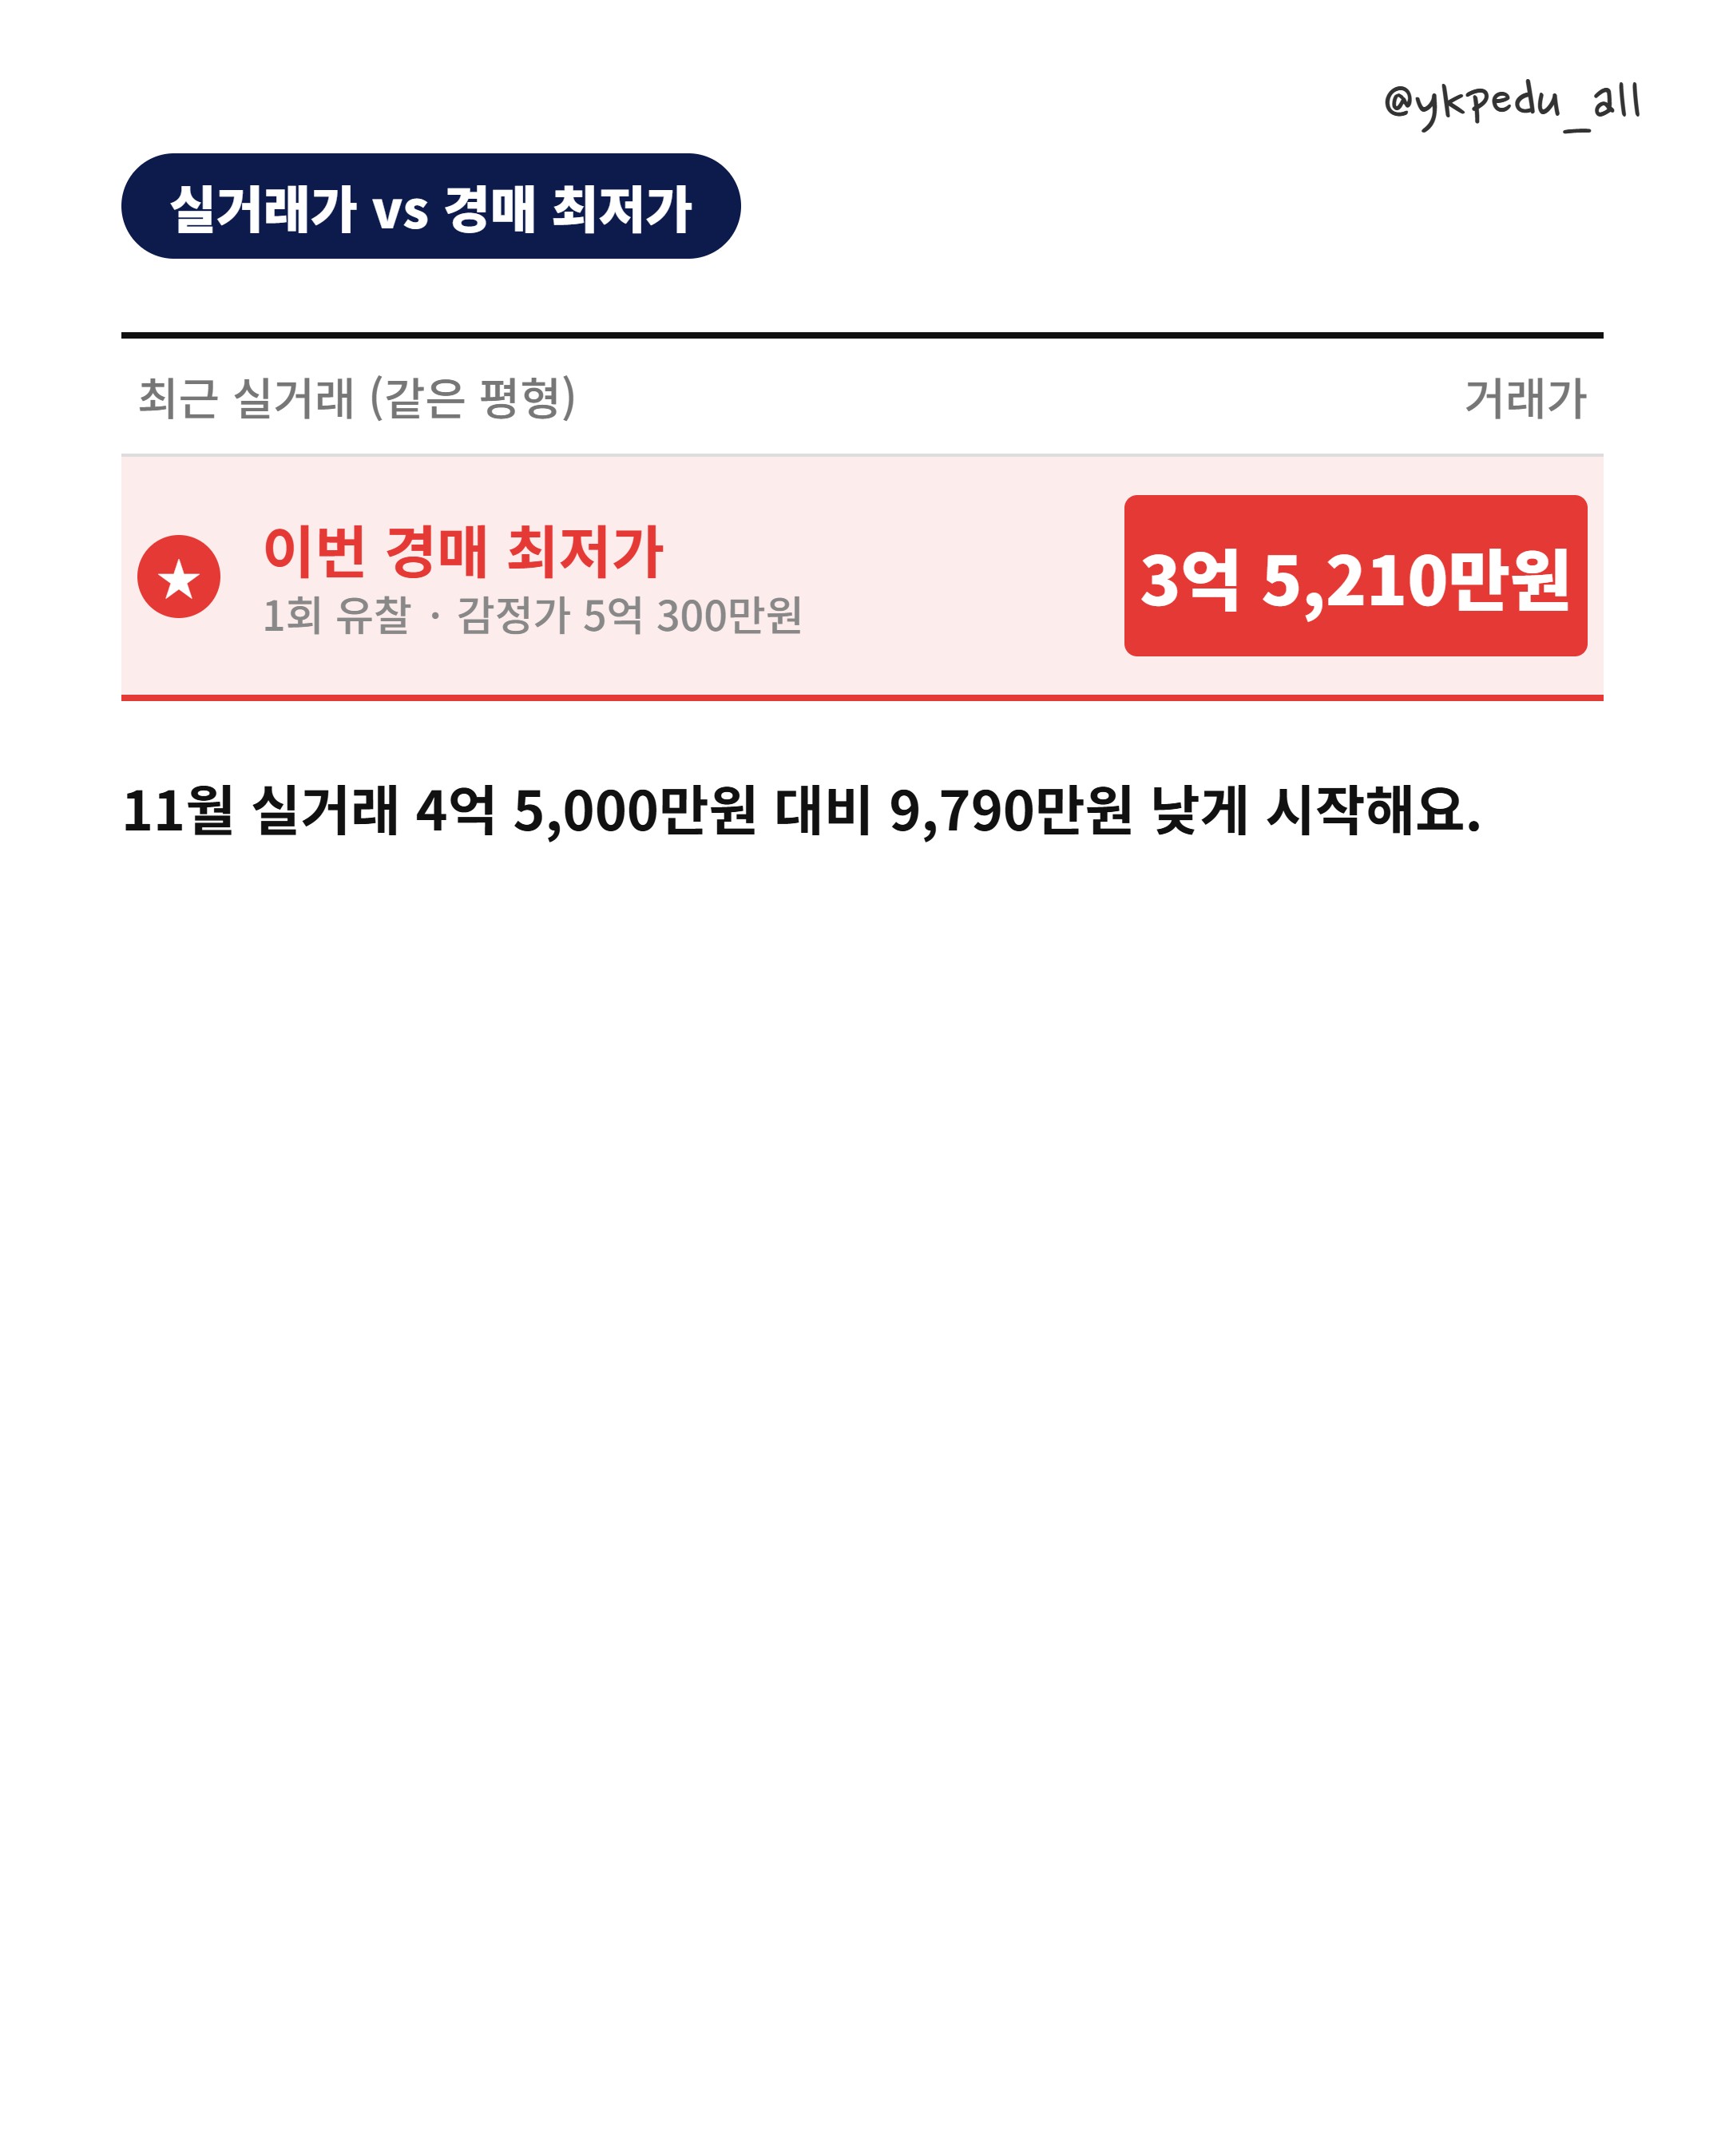 @ykpedu_all
실거래가 vs 경매 최저가
최근 실거래 (같은 평형) 거래가
이번 경매 최저가
1회 유찰 · 감정가 5억 300만원
3억 5,210만원
11월 실거래 4억 5,000만원 대비 9,790만원 낮게 시작해요.